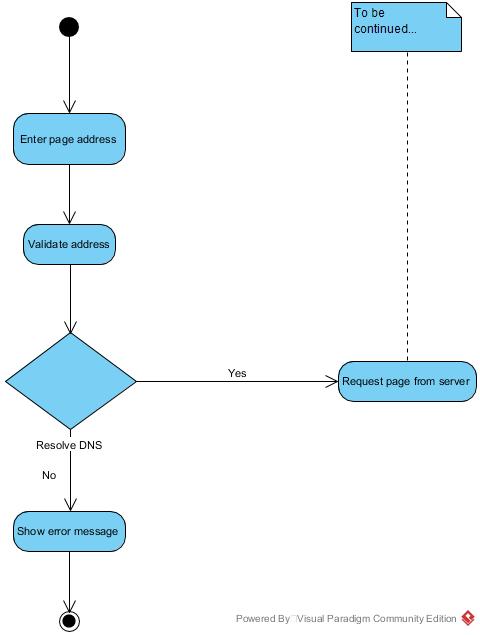 To be
continued...
Enter page address
Validate address
Yes
Request page from server
Resolve DNS
No
Show error message
Powered By Visual Paradigm Community Edition